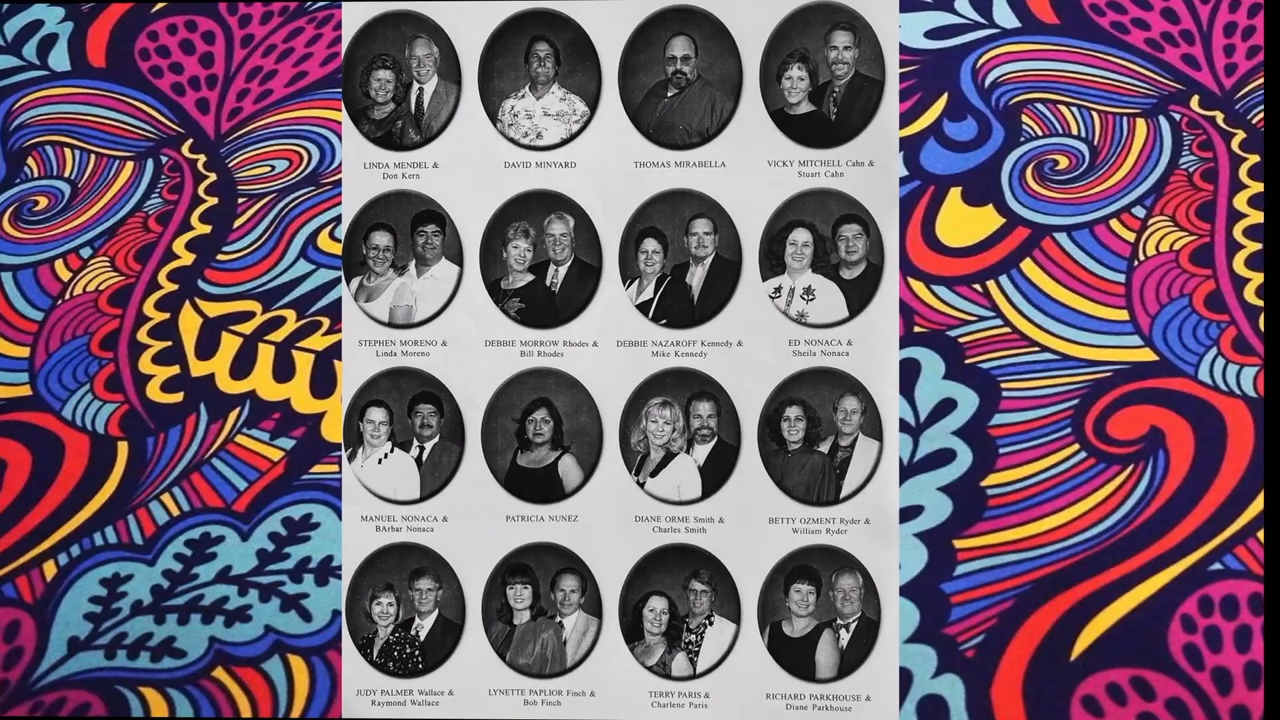 LINDA MENDEL &
Don Kern
DAVID MINYARD
THOMAS MIRABELLA
VICKY MITCHELL Cahn &
Stuart Cahn
STEPHEN MORENO &
Linda Moreno
DEBBIE MORROW Rhodes &
Bill Rhodes
DEBBIE NAZAROFF Kennedy &
Mike Kennedy
ED NONACA &
Sheila Nonaca
MANUEL NONACA &
BArbar Nonaca
PATRICIA NUNEZ
DIANE ORME Smith &
Charles Smith
BETTY OZMENT Ryder &
William Ryder
JUDY PALMER Wallace &
Raymond Wallace
LYNETTE PAPLIOR Finch &
Bob Finch
TERRY PARIS &
Charlene Paris
RICHARD PARKHOUSE &
Diane Parkhouse